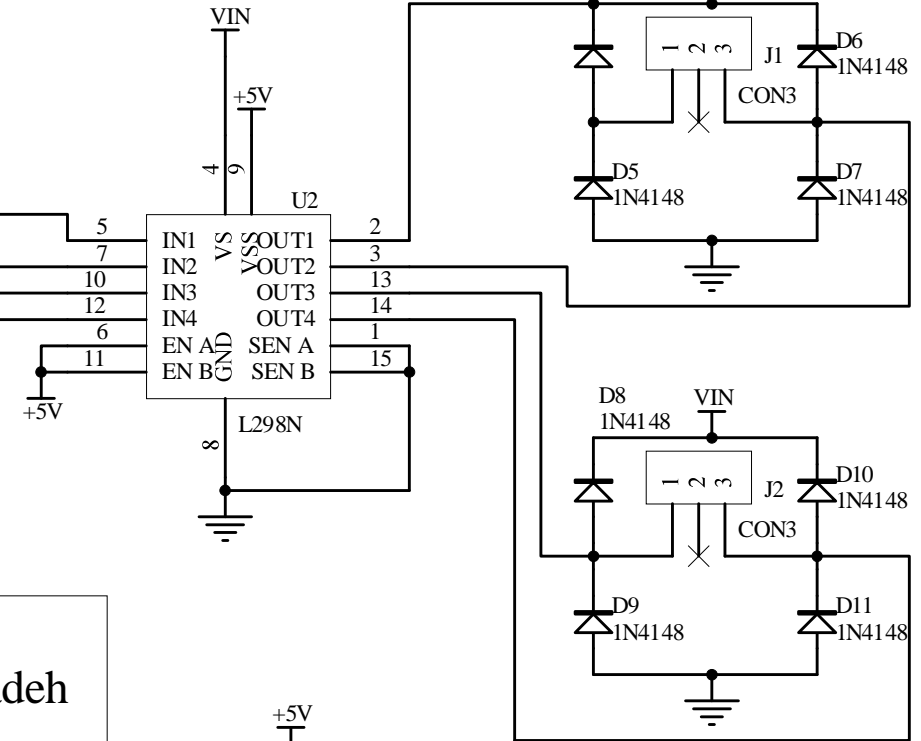 VIN
+5V
4
9
U2
5
7
10
12
6
11
IN1
IN2
IN3
IN4
EN A
EN B
VS
VSS
GND
OUT1
OUT2
OUT3
OUT4
SEN A
SEN B
2
3
13
14
1
15
+5V
8
L298N
1 2 3
J1
CON3
D6
1N4148
D5
1N4148
D7
1N4148
D8
1N4148
VIN
1 2 3
J2
CON3
D10
1N4148
D9
1N4148
D11
1N4148
deh
+5V